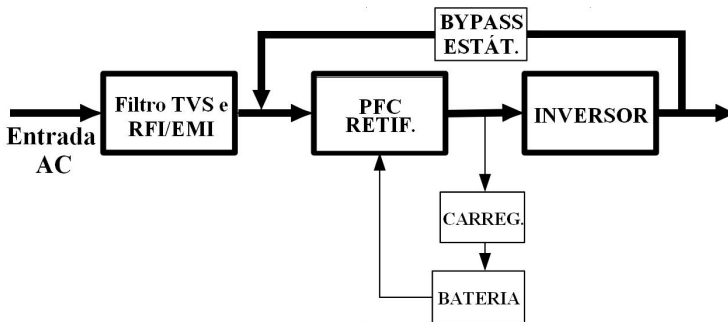 BYPASS
ESTÁT.
Filtro TVS e
RFI/EMI
PFC
RETIF.
INVERSOR
Entrada
AC
CARREG.
BATERIA